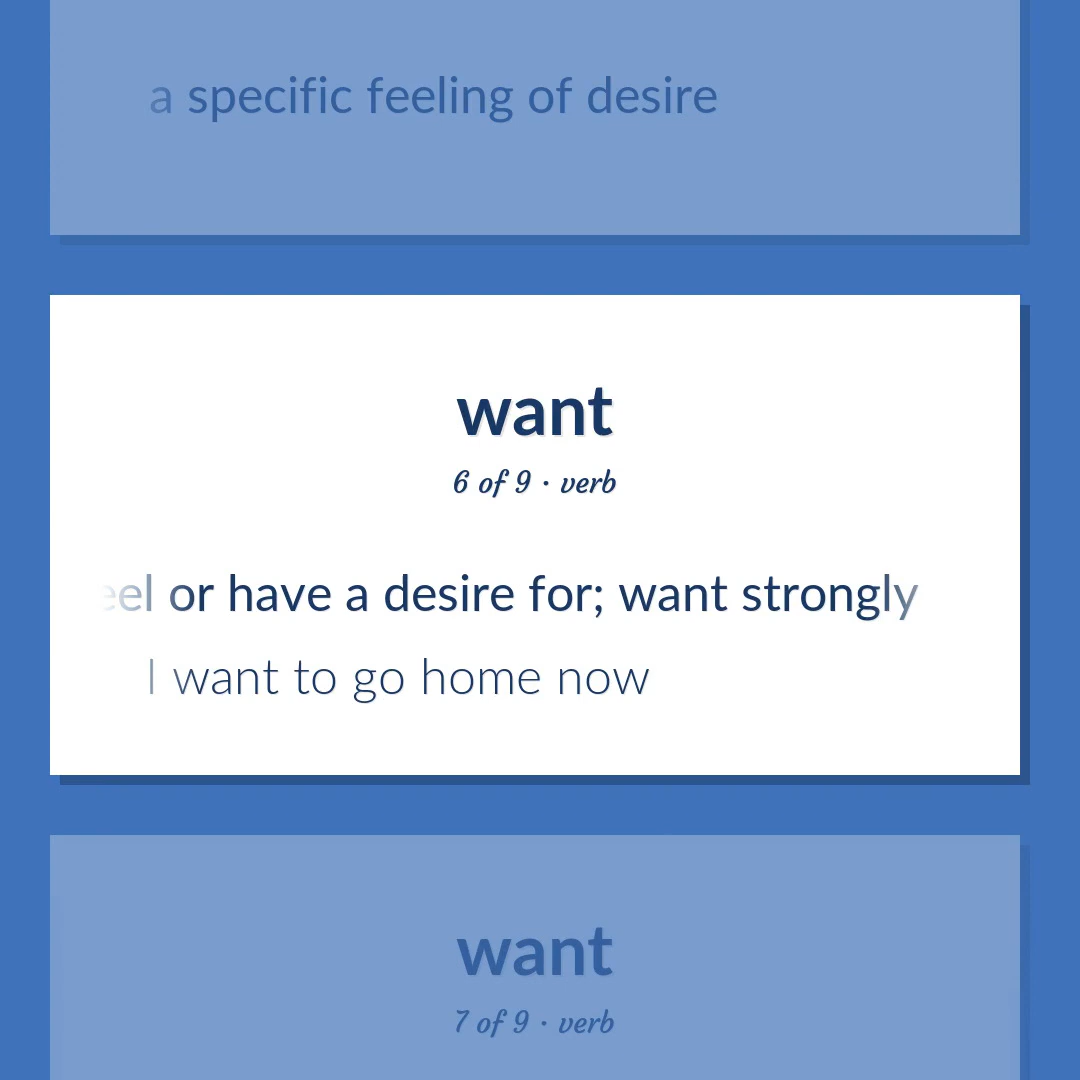 a specific feeling of desire
want
6 of 9 · verb
eel or have a desire for; want strongly
I want to go home now
want
7 of 9 · verb